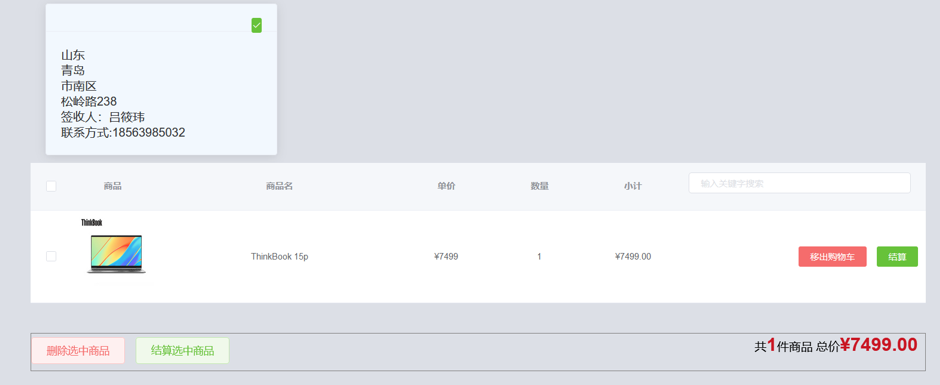 山东
青岛
市南区
松岭路238
签收人：吕筱玮
联系方式:18563985032
商品 商品名 单价 数量 小计 输入关键字搜索
ThinkBook
ThinkBook 15p ¥7499 1 ¥7499.00 移出购物车 结算
删除选中商品 结算选中商品 共1件商品 总价¥7499.00